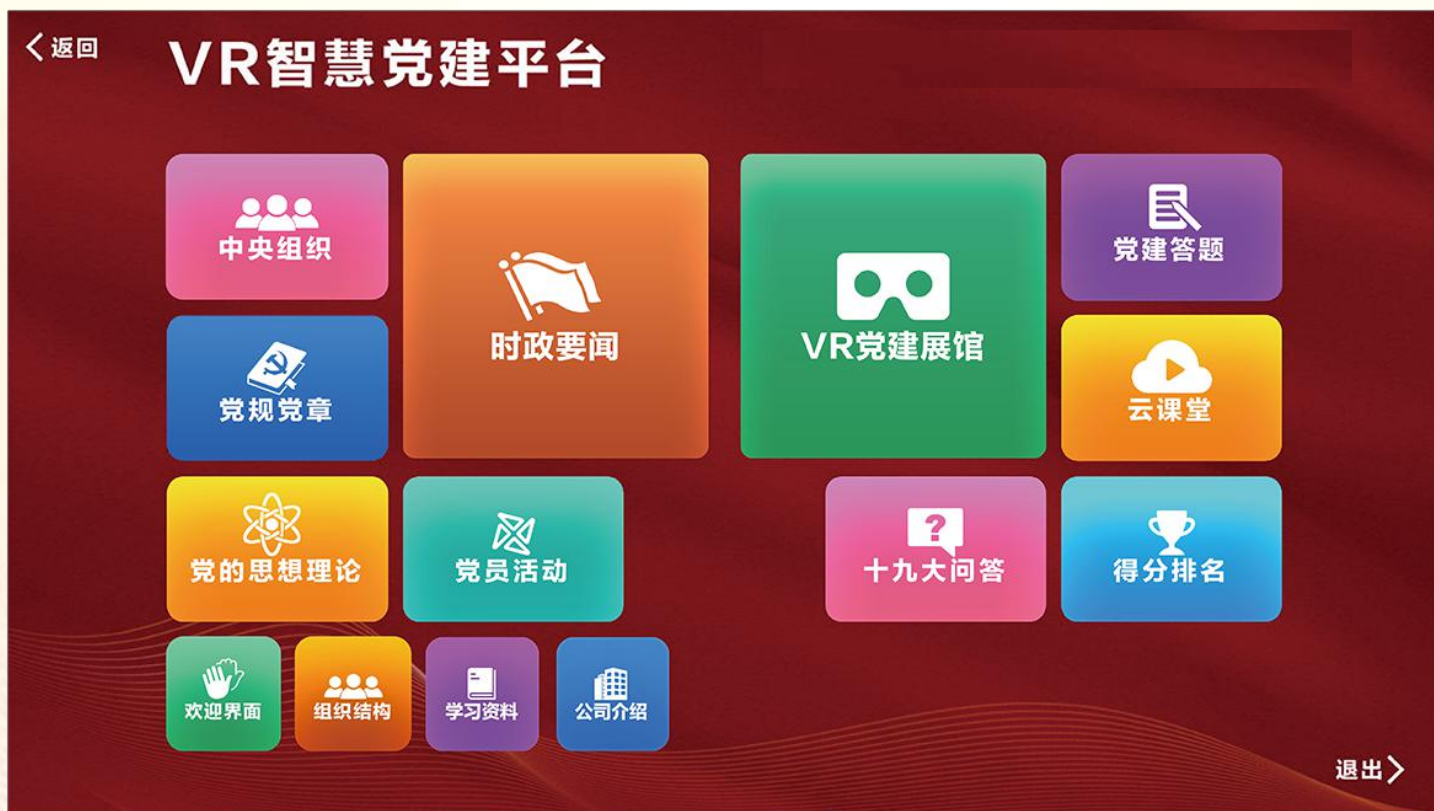 返回
VR智慧党建平台
中央组织
时政要闻
VR党建展馆
党建答题
党规党章
云课堂
党的思想理论
党员活动
?
十九大问答
得分排名
欢迎界面
组织结构
学习资料
公司介绍
退出